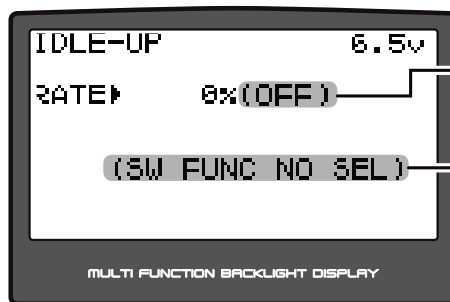 IDLE-UP 6.5v
RATE▶ 0%(OFF)
(SW FUNC NO SEL)
MULTI FUNCTION BACKLIGHT DISPLAY